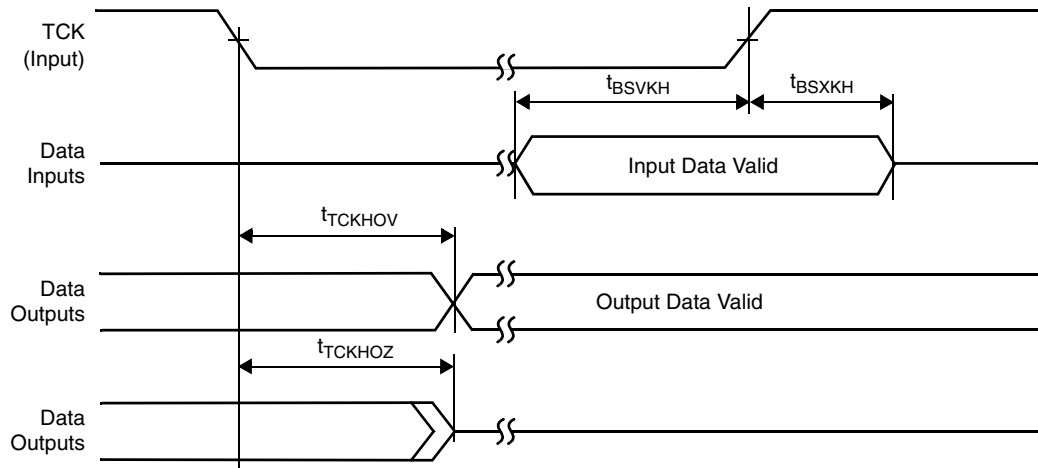 TCK
(Input)
tBSVKH
tBSXKH
Data
Inputs
Input Data Valid
tTCKHOV
Data
Outputs
Output Data Valid
tTCKHOZ
Data
Outputs